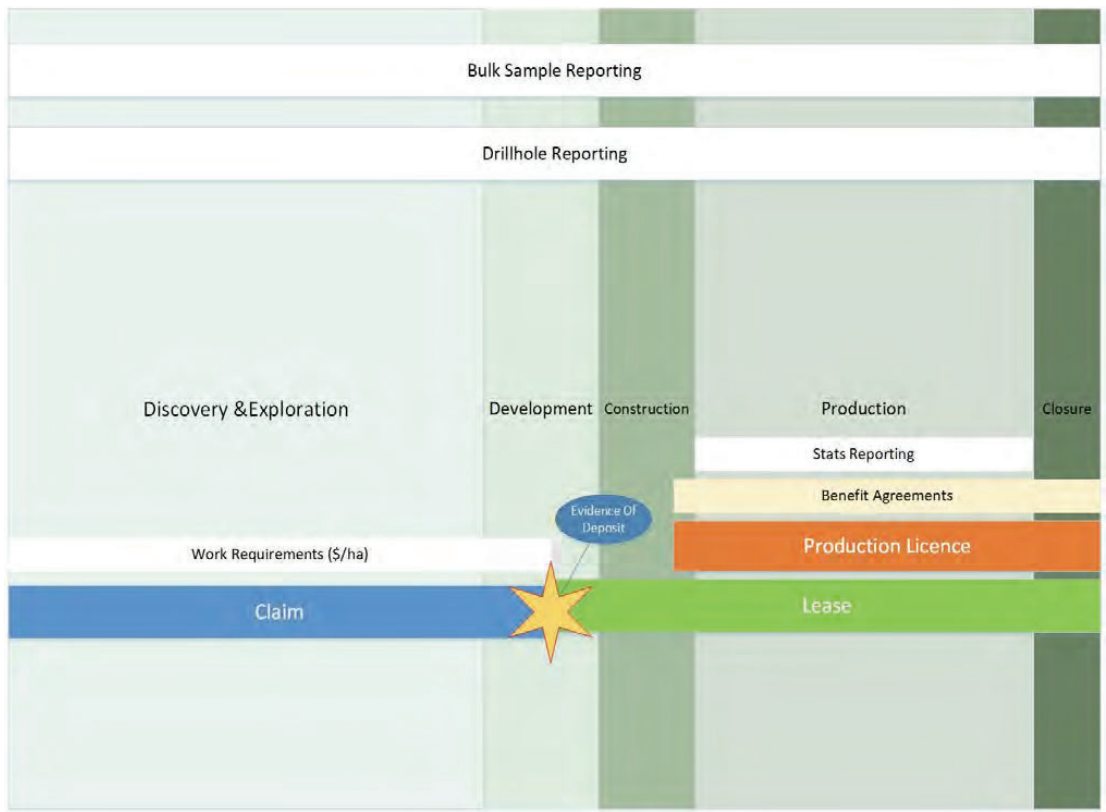 Bulk Sample Reporting
Drillhole Reporting
Discovery &Exploration
Development
Construction
Production
Closure
Stats Reporting
Benefit Agreements
Evidence Of
Deposit
Production Licence
Work Requirements ($/ha)
Claim
Lease